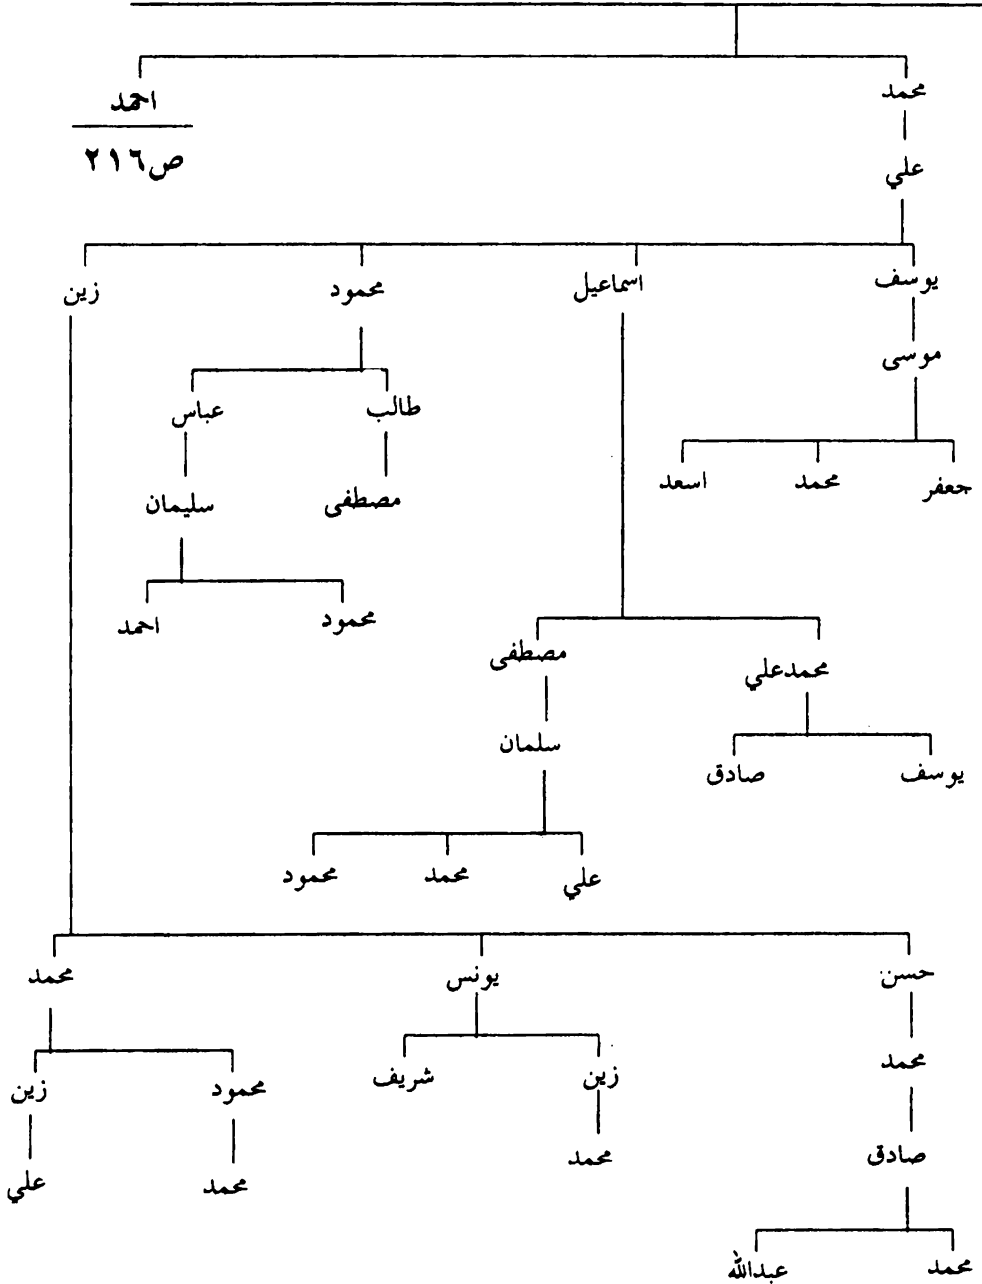 محمد احمد
ص٢١٦
علي
يوسف اسماعيل محمود زين
موسى
طالب عباس
جعفر محمد اسعد
مصطفى سليمان
محمود احمد
محمدعلي مصطفى
سلمان
يوسف صادق
علي محمد محمود
حسن يونس محمد
محمد
زين شريف
محمود زين
صادق
محمد
محمد علي
محمد عبدالله